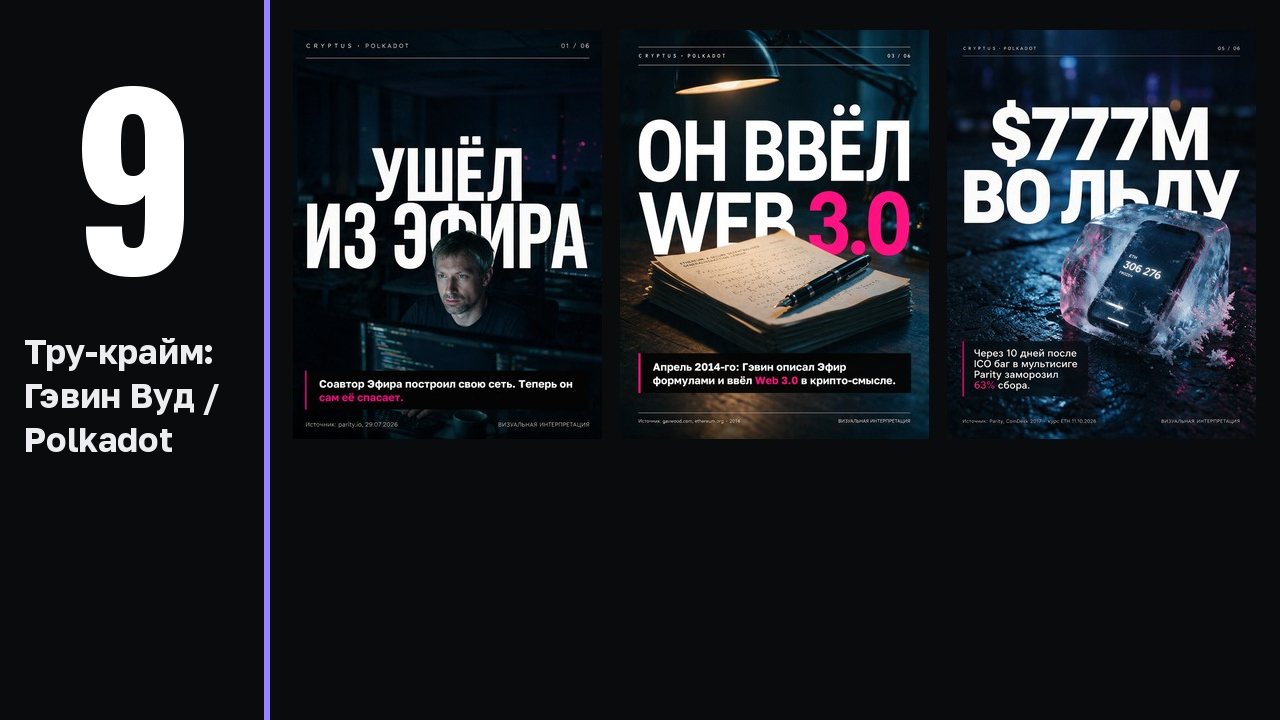 9
Тру-крайм:
Гэвин Вуд /
Polkadot
CRYPTUS · POLKADOT
01 / 06
УШЁЛ
ИЗ ЭФИРА
Соавтор Эфира построил свою сеть. Теперь он
сам её спасает.
Источник: parity.io, 29.07.2026
ВИЗУАЛЬНАЯ ИНТЕРПРЕТАЦИЯ
CRYPTUS · POLKADOT
03 / 06
ОН ВВЁЛ
WEB 3.0
Апрель 2014-го: Гэвин описал Эфир
формулами и ввёл Web 3.0 в крипто-смысле.
Источник: gavwood.com, ethereum.org · 2014
ВИЗУАЛЬНАЯ ИНТЕРПРЕТАЦИЯ
CRYPTUS · POLKADOT
05 / 06
$777M
ВО ЛЬДУ
ETH
306 276
FROZEN
Через 10 дней после
ICO баг в мультисиге
Parity заморозил
63% сбора.
Источник: Parity, CoinDesk 2017 · курс ETH 11.10.2026
ВИЗУАЛЬНАЯ ИНТЕРПРЕТАЦИЯ